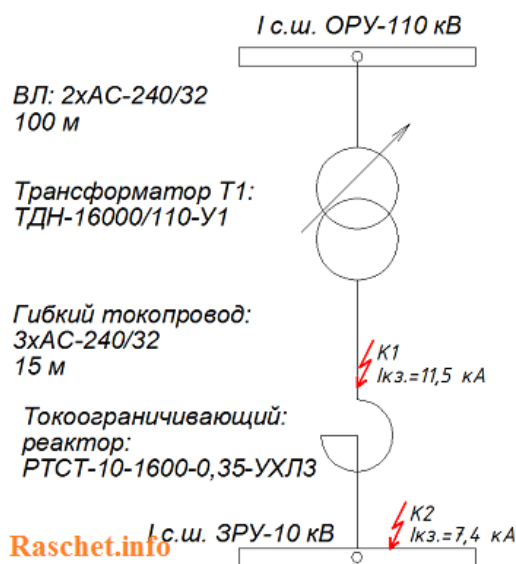 I с.ш. ОРУ-110 кВ
ВЛ: 2хАС-240/32
100 м
Трансформатор Т1:
ТДН-16000/110-У1
Гибкий токопровод:
3хАС-240/32
15 м
К1
Iкз.=11,5 кА
Токоограничивающий:
реактор:
РТСТ-10-1600-0,35-УХЛ3
К2
Iкз.=7,4 кА
I с.ш. ЗРУ-10 кВ
Raschet.info